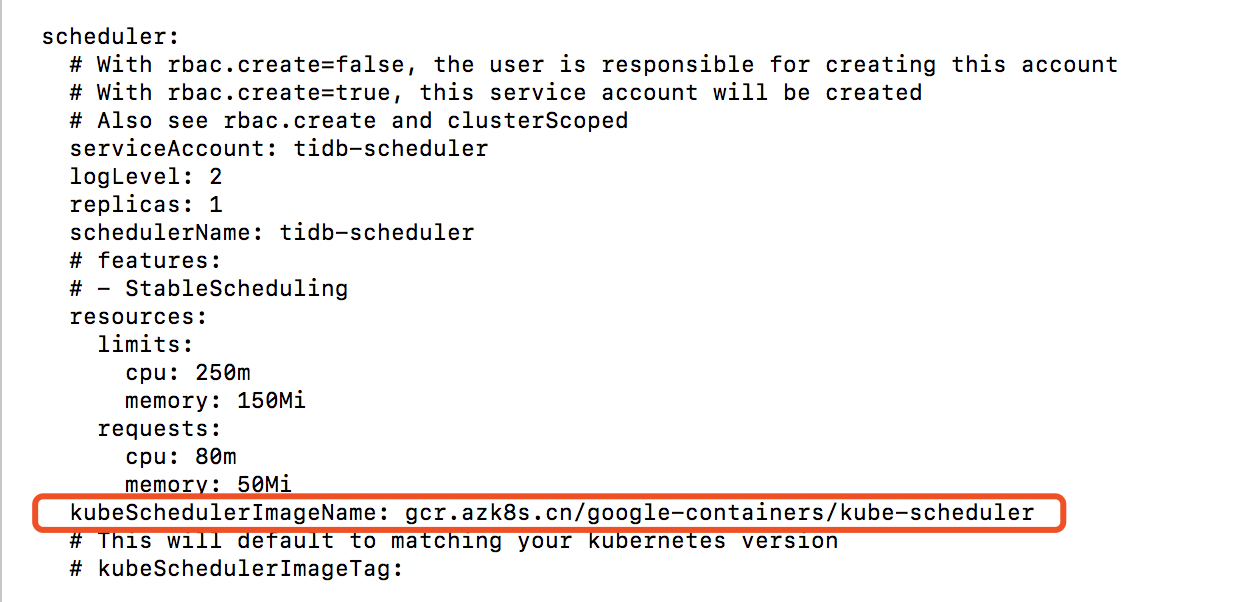 scheduler:
  # With rbac.create=false, the user is responsible for creating this account
  # With rbac.create=true, this service account will be created
  # Also see rbac.create and clusterScoped
  serviceAccount: tidb-scheduler
  logLevel: 2
  replicas: 1
  schedulerName: tidb-scheduler
  # features:
  # - StableScheduling
  resources:
    limits:
      cpu: 250m
      memory: 150Mi
    requests:
      cpu: 80m
      memory: 50Mi
  kubeSchedulerImageName: gcr.azk8s.cn/google-containers/kube-scheduler
  # This will default to matching your kubernetes version
  # kubeSchedulerImageTag: